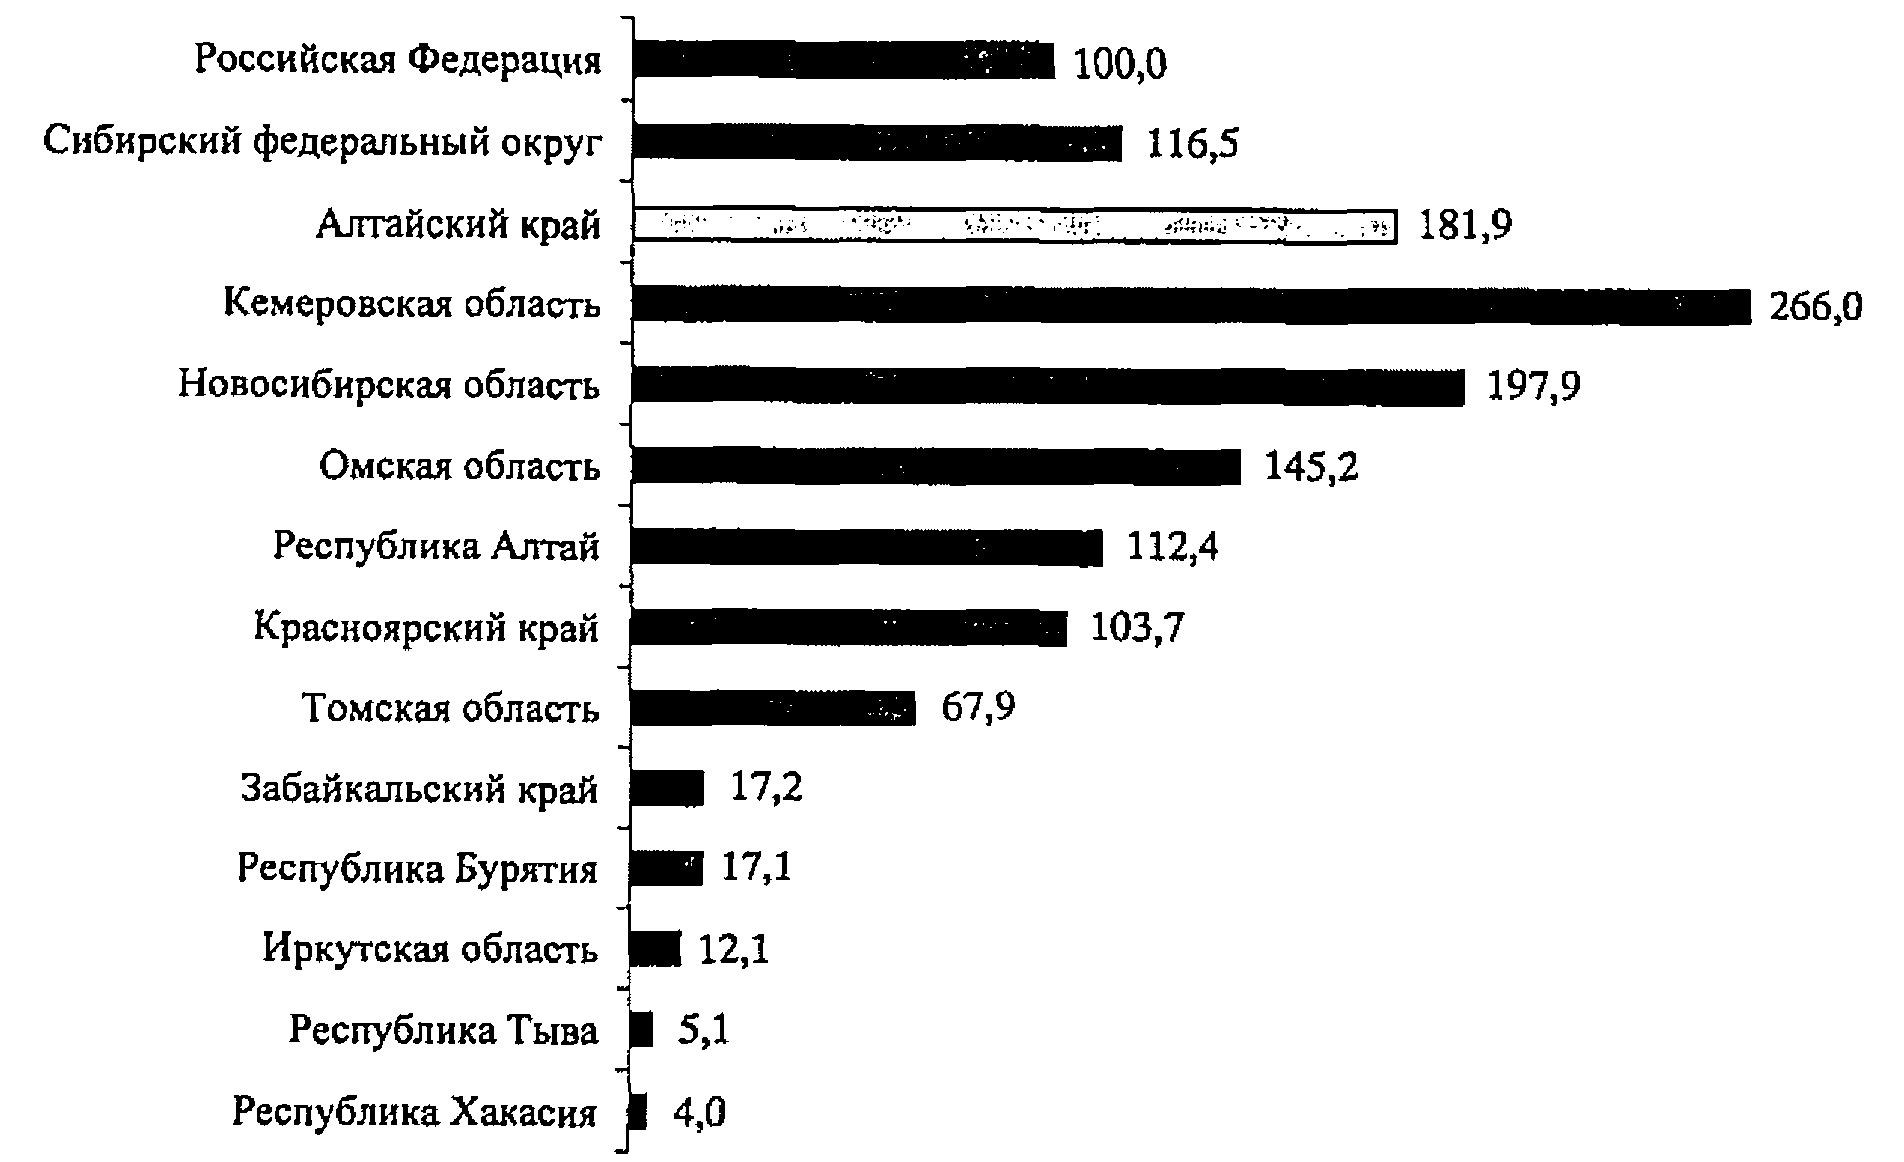 Российская Федерация 100,0
Сибирский федеральный округ 116,5
Алтайский край 181,9
Кемеровская область 266,0
Новосибирская область 197,9
Омская область 145,2
Республика Алтай 112,4
Красноярский край 103,7
Томская область 67,9
Забайкальский край 17,2
Республика Бурятия 17,1
Иркутская область 12,1
Республика Тыва 5,1
Республика Хакасия 4,0